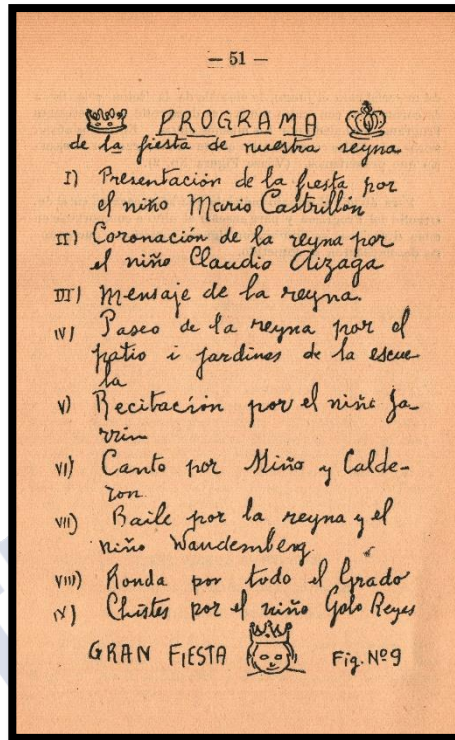 — 51 —
PROGRAMA
de la fiesta de nuestra reyna
I) Presentación de la fiesta por
el niño Mario Castrillón
II) Coronación de la reyna por
el niño Claudio Aizaga
III) Mensaje de la reyna.
IV) Paseo de la reyna por el
patio i jardines de la escue
la
V) Recitación por el niño Ja-
rrin
VI) Canto por Miño y Calde-
ron
VII) Baile por la reyna y el
niño Wandemberg
VIII) Ronda por todo el Grado
IX) Chistes por el niño Galo Reyes
GRAN FIESTA Fig. Nº 9